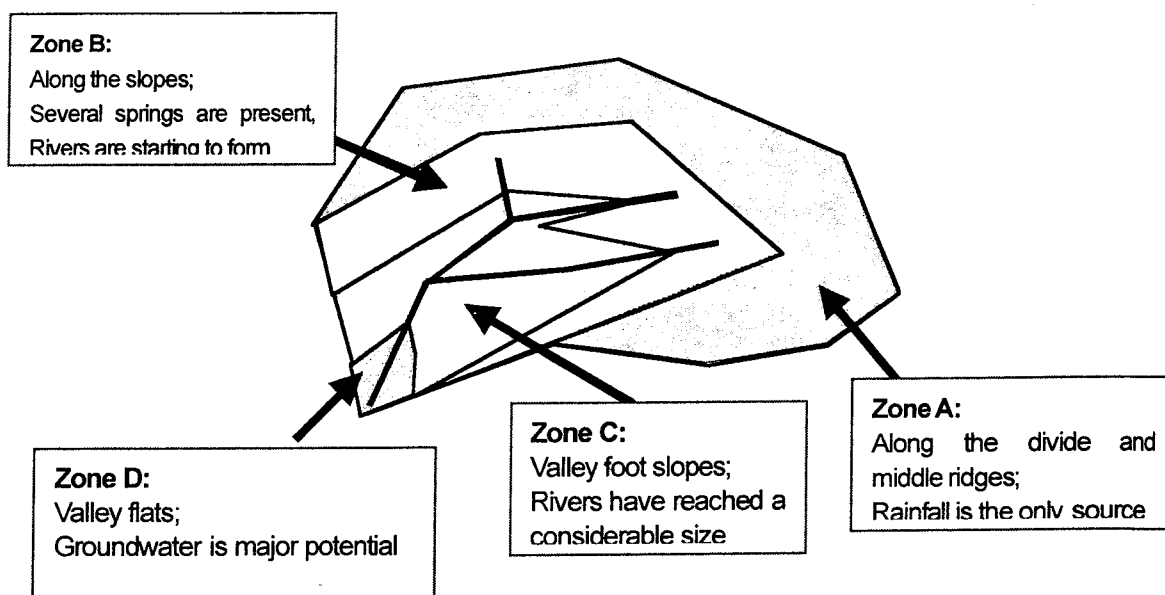 Zone B:
Along the slopes;
Several springs are present,
Rivers are starting to form
Zone A:
Along the divide and
middle ridges;
Rainfall is the only source
Zone C:
Valley foot slopes;
Rivers have reached a
considerable size
Zone D:
Valley flats;
Groundwater is major potential